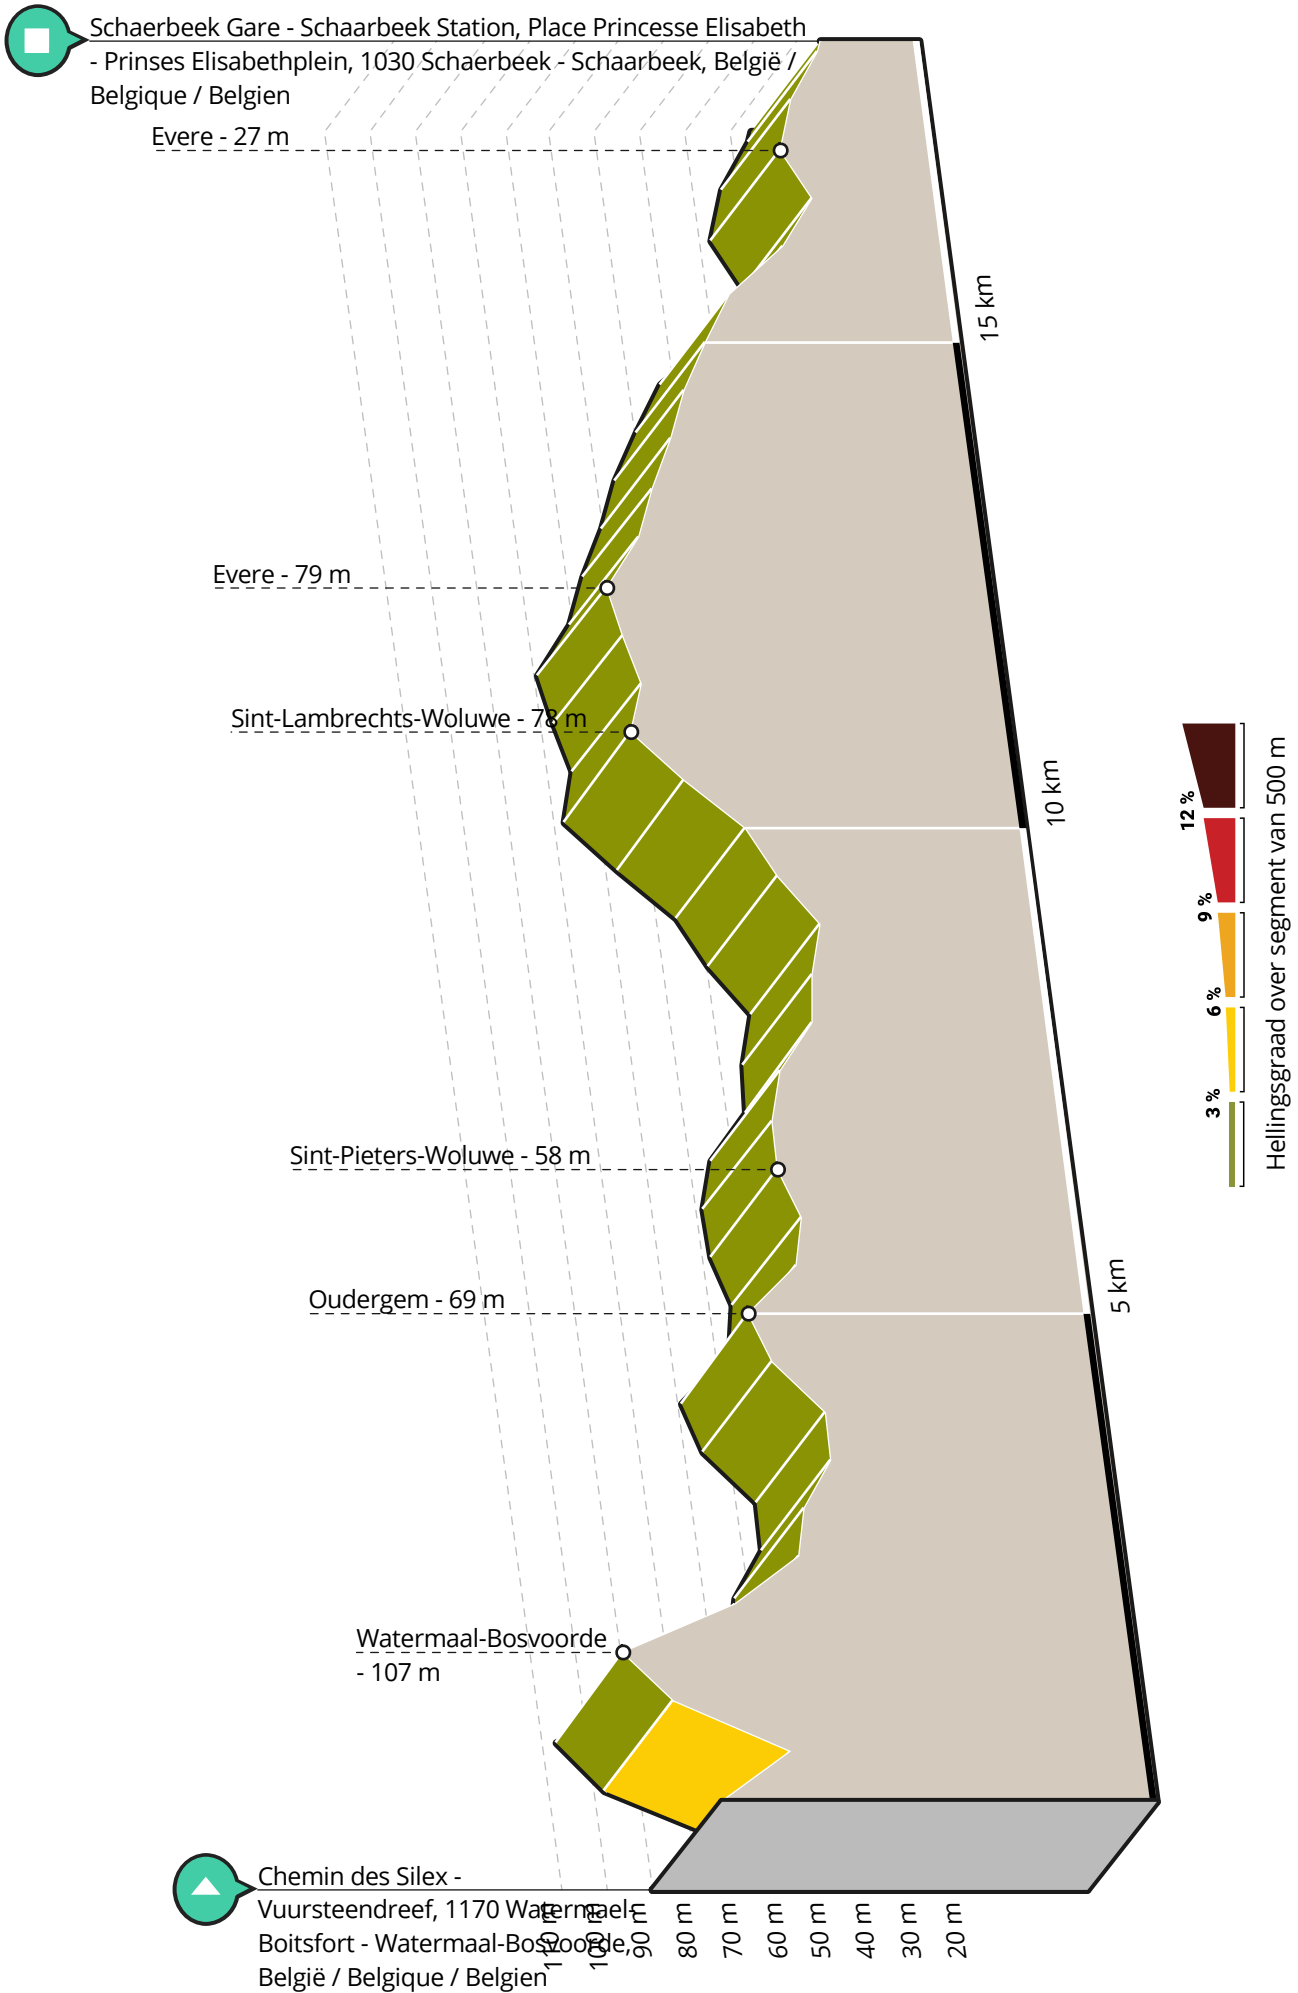 Schaerbeek Gare - Schaarbeek Station, Place Princesse Elisabeth
- Prinses Elisabethplein, 1030 Schaerbeek - Schaarbeek, België /
Belgique / Belgien
Evere - 27 m
15 km
Evere - 79 m
Sint-Lambrechts-Woluwe - 78 m
10 km
12 %
9 %
6 %
3 %
Hellingsgraad over segment van 500 m
Sint-Pieters-Woluwe - 58 m
5 km
Oudergem - 69 m
Watermaal-Bosvoorde
- 107 m
Chemin des Silex -
Vuursteendreef, 1170 Watermael-
Boitsfort - Watermaal-Bosvoorde,
België / Belgique / Belgien
110 m
100 m
90 m
80 m
70 m
60 m
50 m
40 m
30 m
20 m